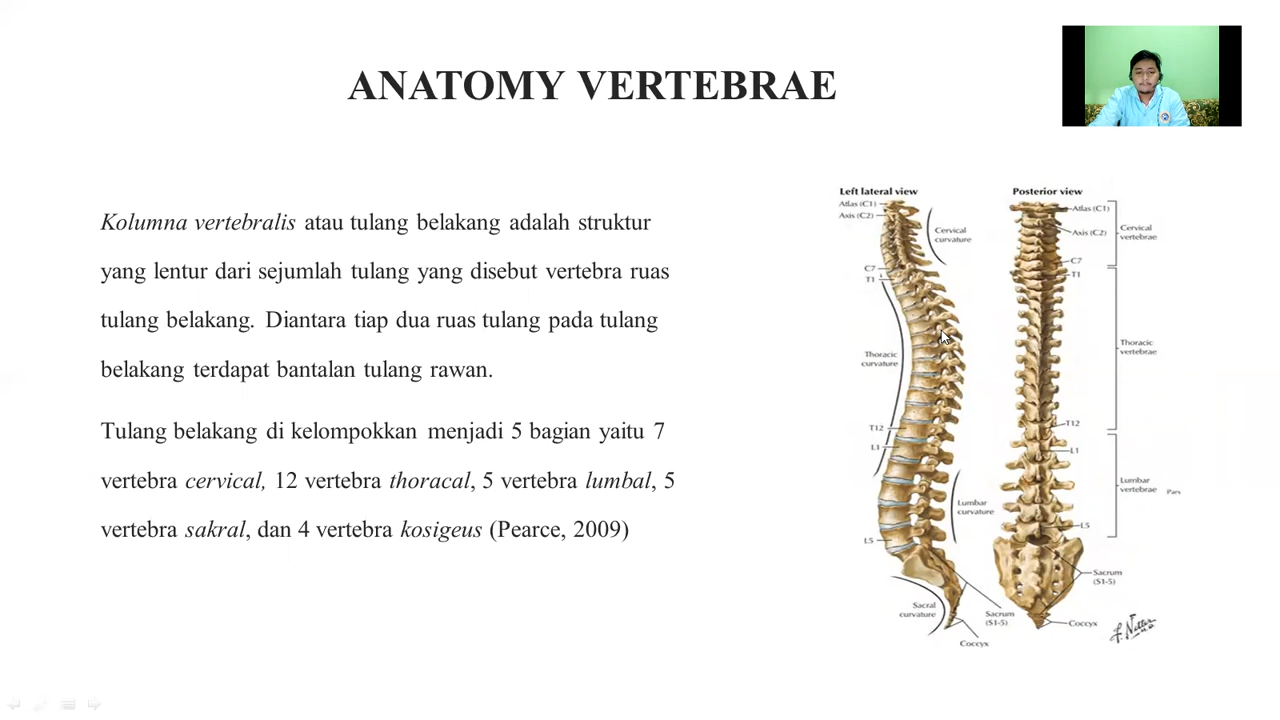 ANATOMY VERTEBRAE
Kolumna vertebralis atau tulang belakang adalah struktur
yang lentur dari sejumlah tulang yang disebut vertebra ruas
tulang belakang. Diantara tiap dua ruas tulang pada tulang
belakang terdapat bantalan tulang rawan.
Tulang belakang di kelompokkan menjadi 5 bagian yaitu 7
vertebra cervical, 12 vertebra thoracal, 5 vertebra lumbal, 5
vertebra sakral, dan 4 vertebra kosigeus (Pearce, 2009)
Left lateral view
Atlas (C1)
Axis (C2)
Cervical
curvature
C7
T1
Thoracic
curvature
T12
L1
Lumbar
curvature
L5
Sacral
curvature
Sacrum
(S1-5)
Coccyx
Posterior view
Atlas (C1)
Axis (C2)
Cervical
vertebrae
C7
T1
Thoracic
vertebrae
T12
L1
Lumbar
vertebrae
Pars
L5
Sacrum
(S1-5)
Coccyx
F. Netter
M.D.